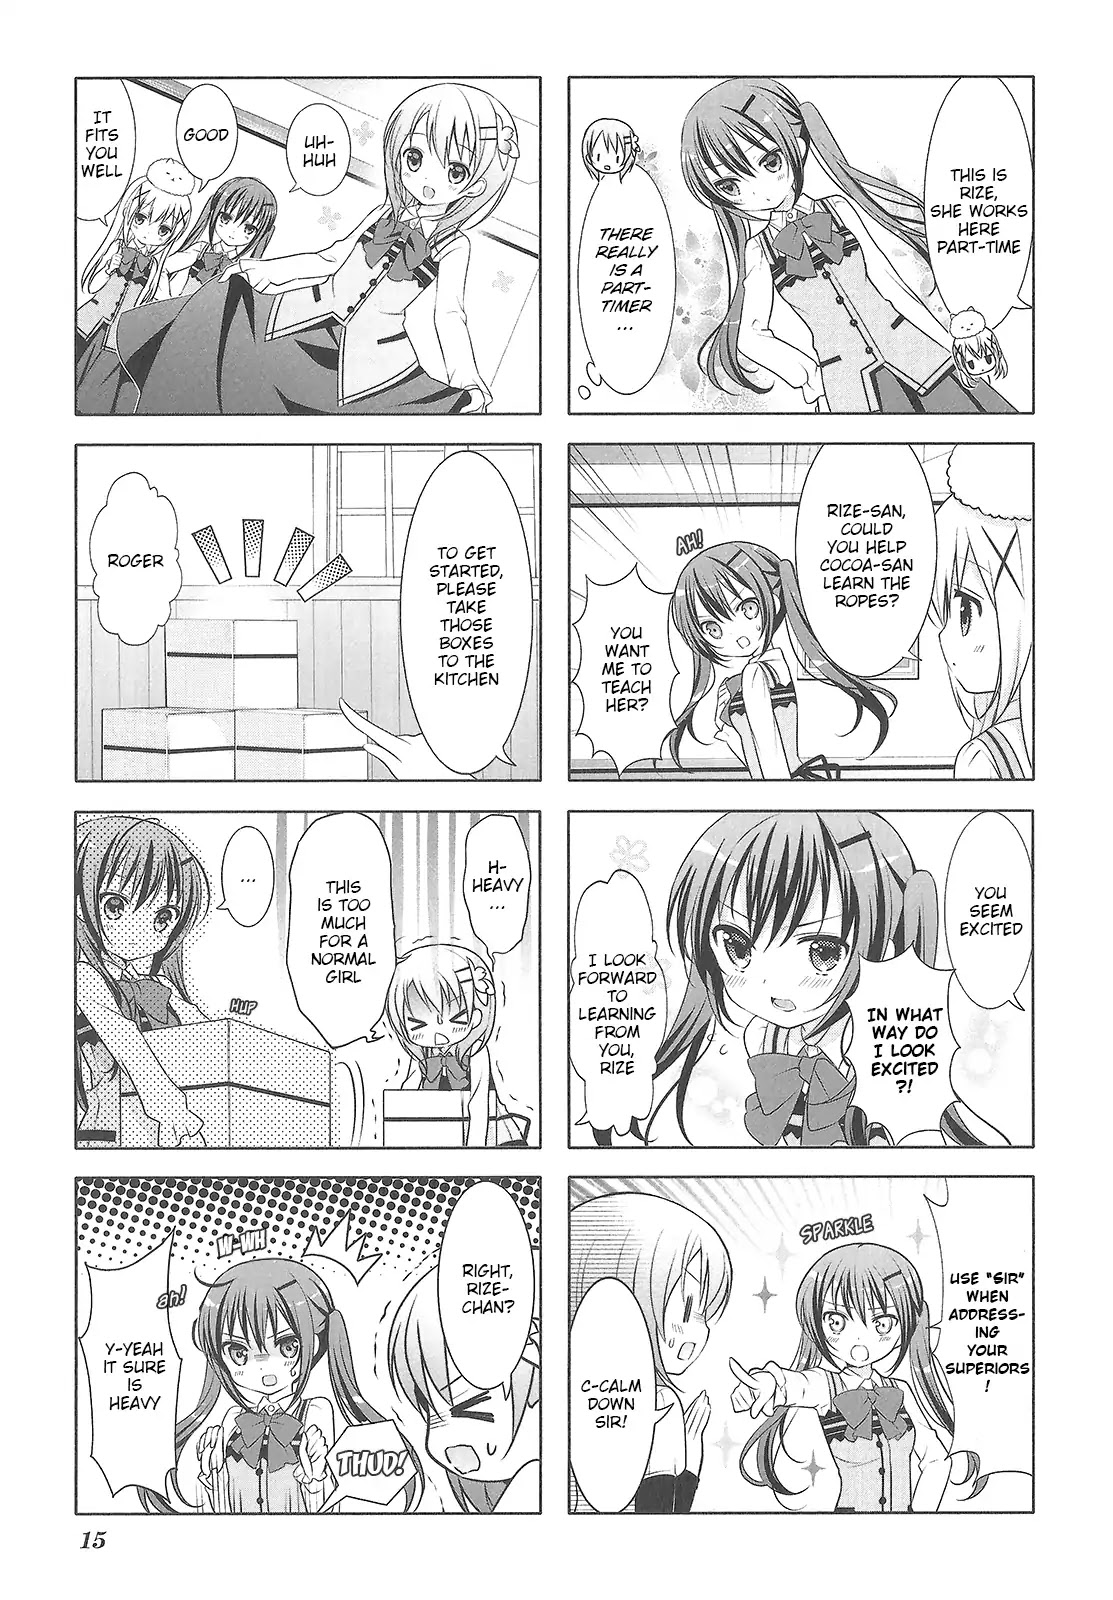 THIS IS
RIZE,
SHE WORKS
HERE
PART-TIME
THERE
REALLY
IS A
PART-
TIMER
...
RIZE-SAN,
COULD
YOU HELP
COCOA-SAN
LEARN THE
ROPES?
AH!
YOU
WANT
ME TO
TEACH
HER?
YOU
SEEM
EXCITED
IN WHAT
WAY DO
I LOOK
EXCITED
?!
I LOOK
FORWARD
TO
LEARNING
FROM
YOU,
RIZE
SPARKLE
USE "SIR"
WHEN
ADDRESS-
ING
YOUR
SUPERIORS
!
C-CALM
DOWN
SIR!
UH-
HUH
GOOD
IT
FITS
YOU
WELL
TO GET
STARTED,
PLEASE
TAKE
THOSE
BOXES
TO THE
KITCHEN
ROGER
H-
HEAVY
...
THIS
IS TOO
MUCH
FOR A
NORMAL
GIRL
...
HUP
RIGHT,
RIZE-
CHAN?
W-WH
ah!
Y-YEAH
IT SURE
IS
HEAVY
THUD!
15